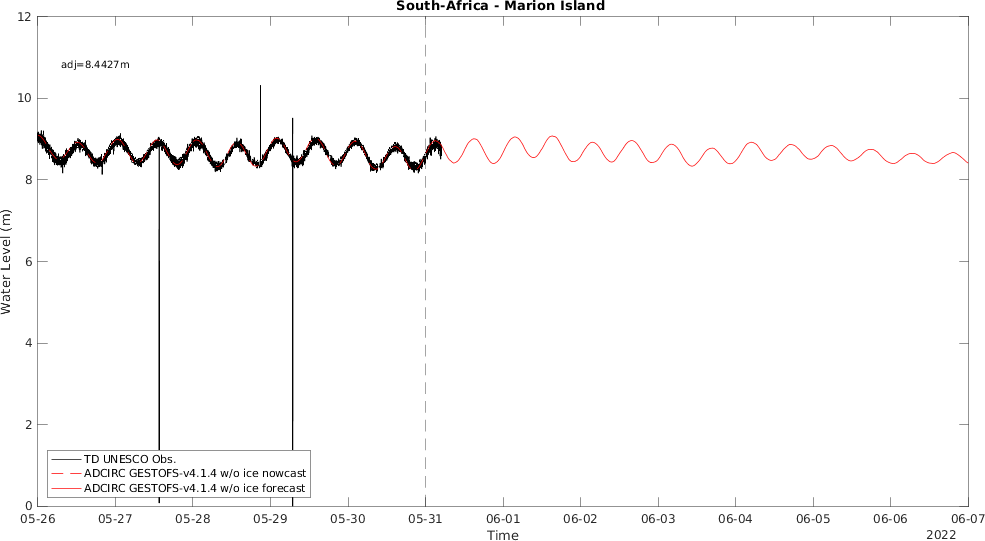 South-Africa - Marion Island
12
adj=8.4427m
10
8
6
4
2
0
Water Level (m)
TD UNESCO Obs.
ADCIRC GESTOFS-v4.1.4 w/o ice nowcast
ADCIRC GESTOFS-v4.1.4 w/o ice forecast
05-26 05-27 05-28 05-29 05-30 05-31 06-01 06-02 06-03 06-04 06-05 06-06 06-07
Time
2022